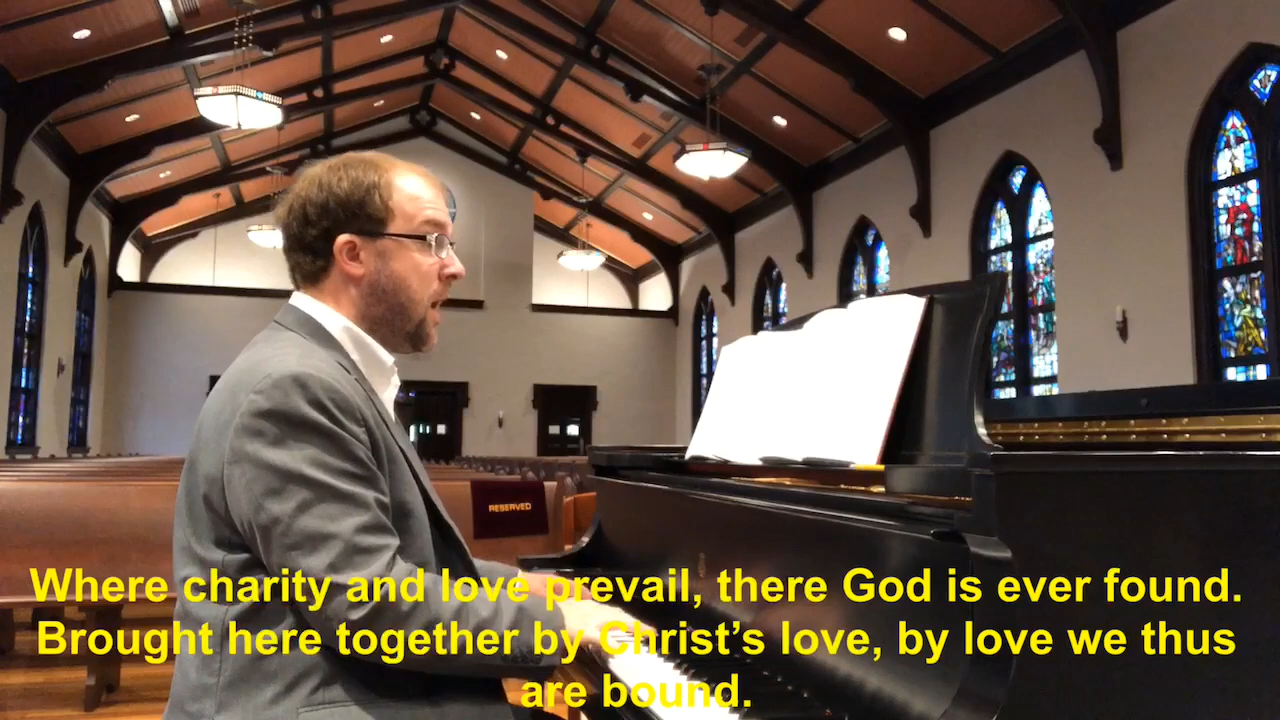 RESERVED
Where charity and love prevail, there God is ever found.
Brought here together by Christ’s love, by love we thus
are bound.